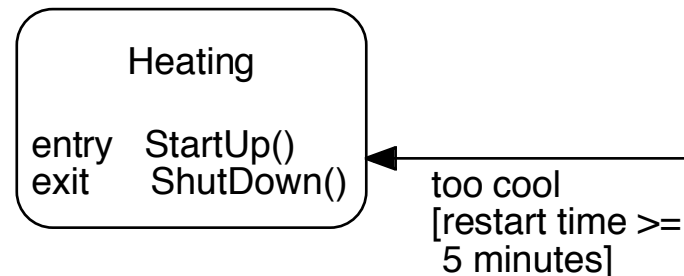 Heating
entry StartUp()
exit ShutDown()
too cool
[restart time >=
5 minutes]